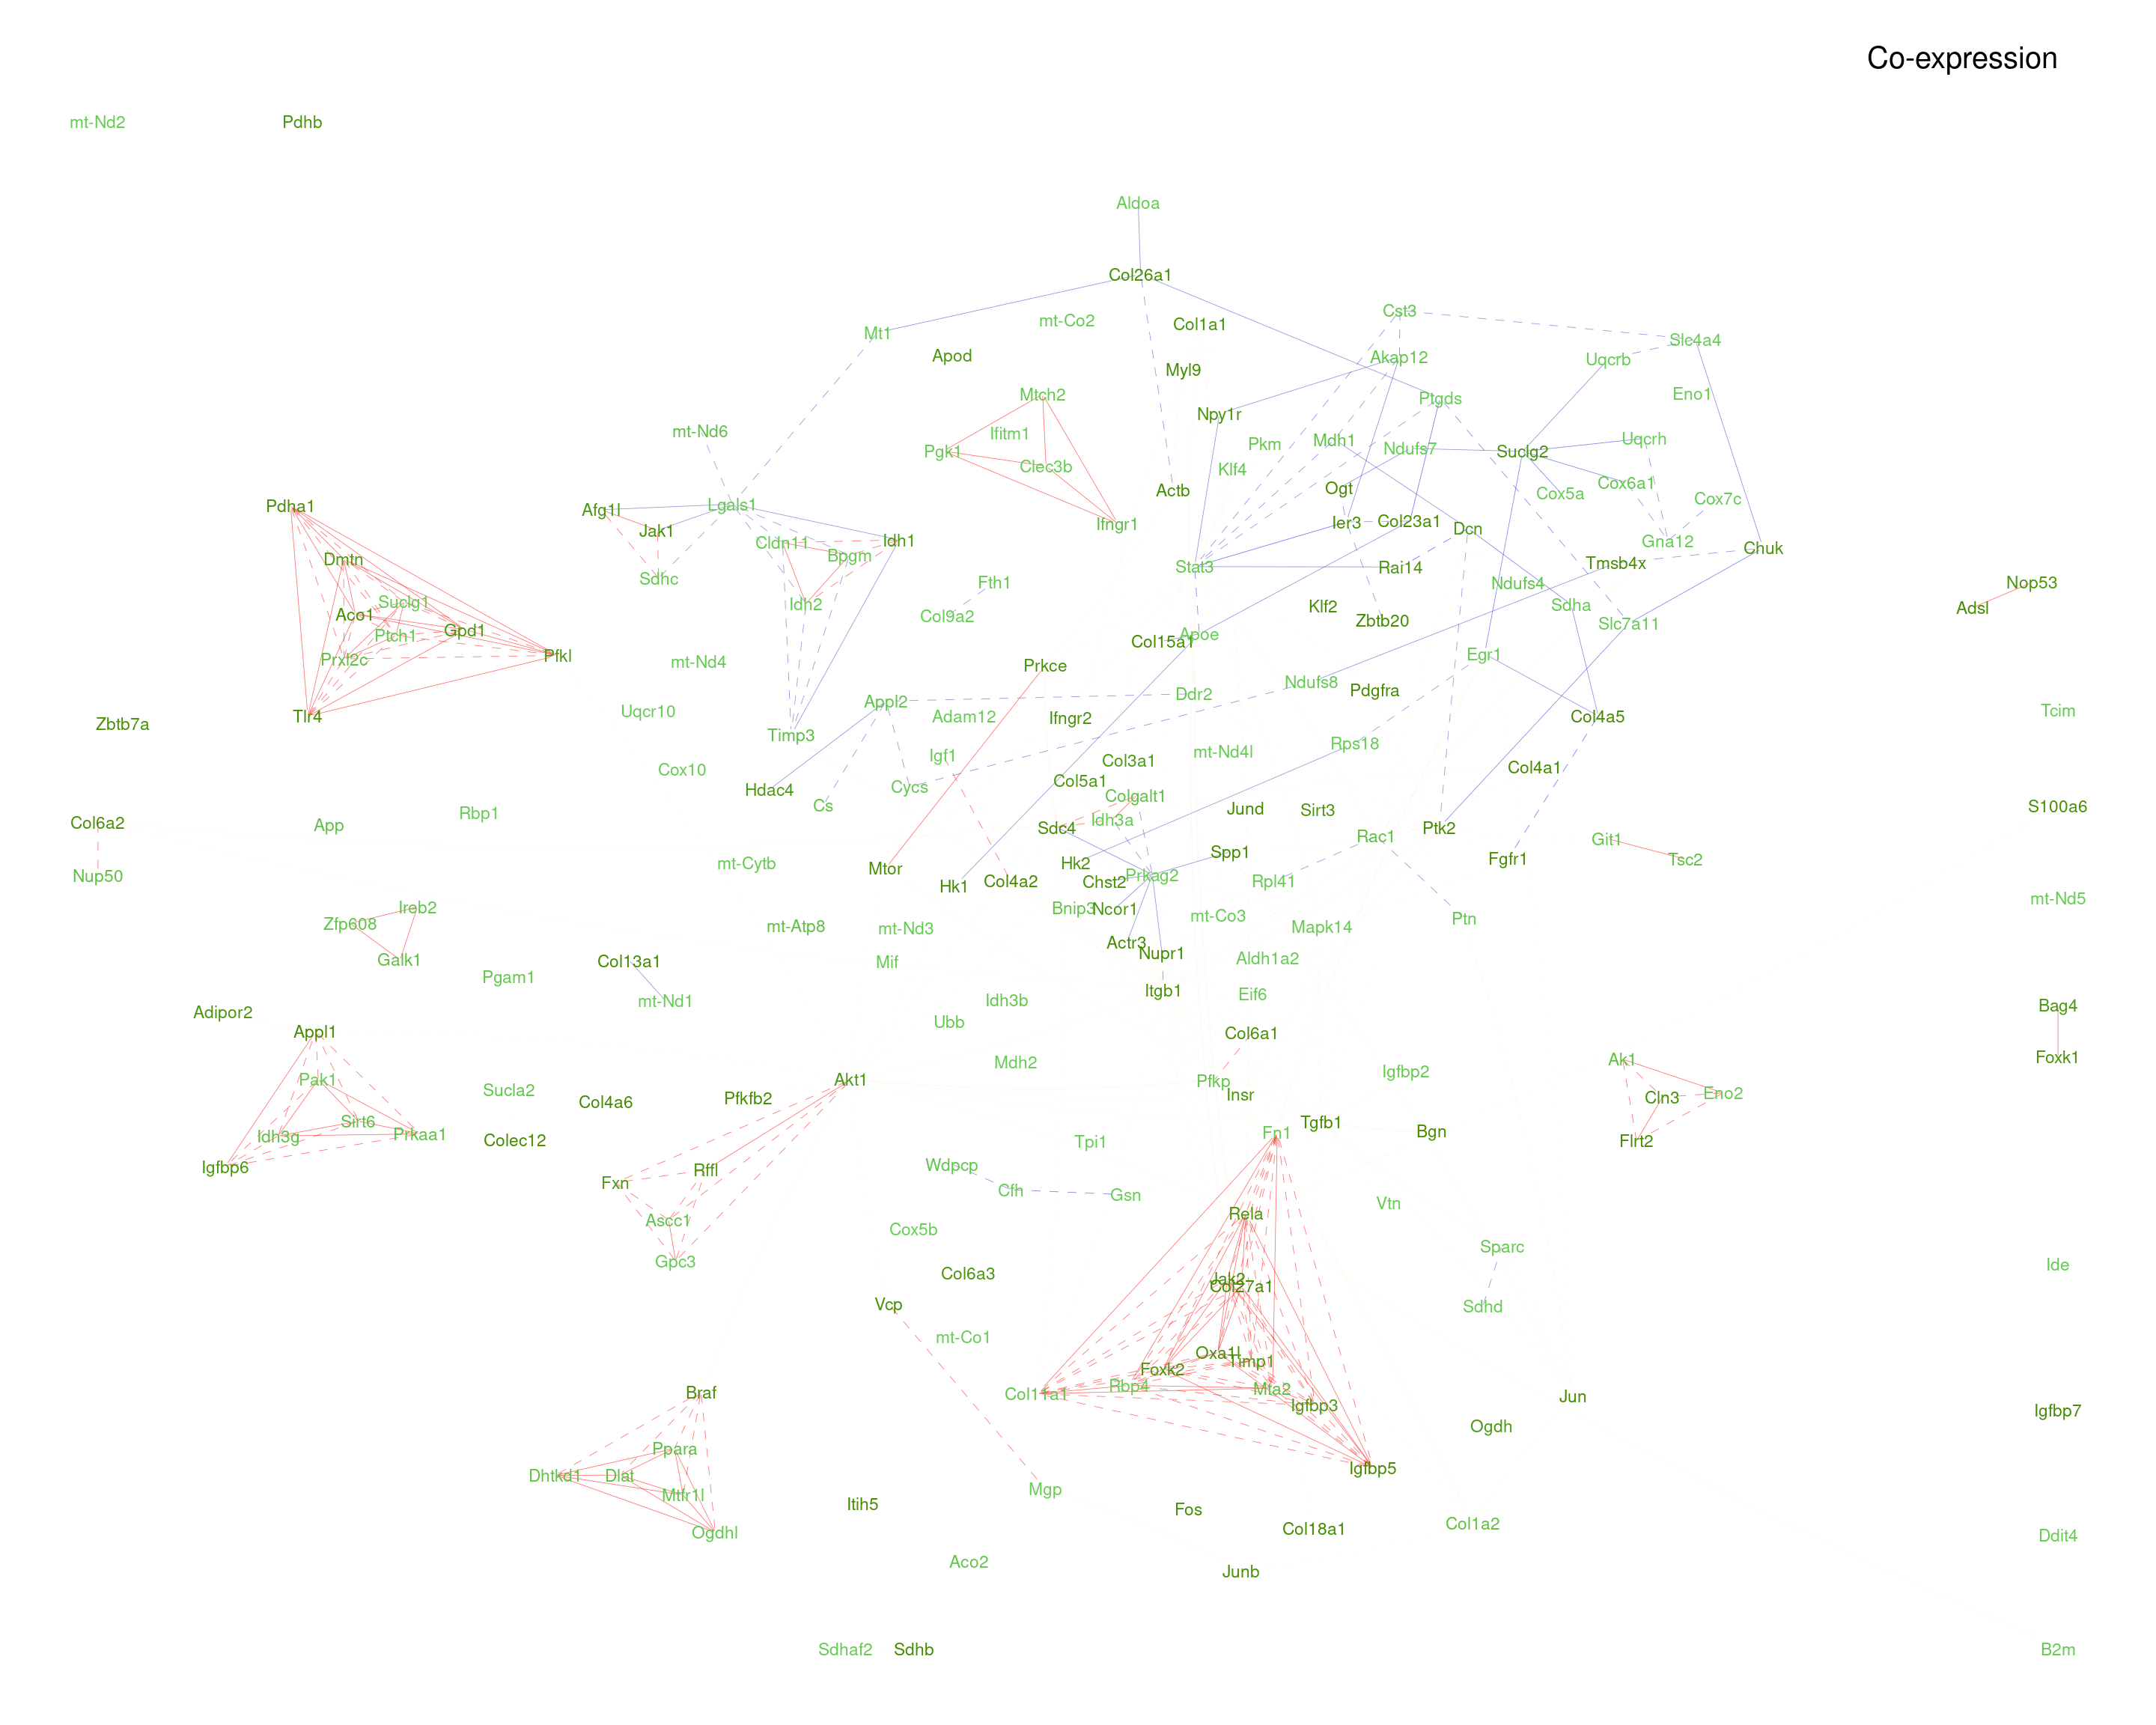 Co-expression
mt-Nd2
Pdhb
Aldoa
Col26a1
Cst3
mt-Co2
Col1a1
Mt1
Slc4a4
Apod
Akap12
Uqcrb
Myl9
Mtch2
Eno1
Ptgds
Npy1r
mt-Nd6
Ifitm1
Mdh1
Uqcrh
Pkm
Ndufs7
Pgk1
Suclg2
Clec3b
Klf4
Cox6a1
Ogt
Actb
Cox5a
Cox7c
Lgals1
Pdha1
Afg1l
Ier3
Col23a1
Ifngr1
Dcn
Jak1
Cldn11
Idh1
Gna12
Chuk
Bpgm
Dmtn
Tmsb4x
Stat3
Rai14
Sdhc
Fth1
Ndufs4
Nop53
Suclg1
Idh2
Sdha
Klf2
Adsl
Aco1
Col9a2
Zbtb20
Slc7a11
Gpd1
Ptch1
Apoe
Col15a1
Egr1
Pfkl
Prxl2c
mt-Nd4
Prkce
Ndufs8
Pdgfra
Ddr2
Appl2
Uqcr10
Tcim
Tlr4
Adam12
Ifngr2
Col4a5
Zbtb7a
Timp3
Rps18
mt-Nd4l
Igf1
Col3a1
Cox10
Col4a1
Col5a1
Cycs
Hdac4
Colgalt1
Cs
Jund
Sirt3
S100a6
Rbp1
Idh3a
Col6a2
App
Sdc4
Ptk2
Rac1
Git1
Spp1
Fgfr1
Tsc2
mt-Cytb
Hk2
Mtor
Nup50
Prkag2
Col4a2
Chst2
Rpl41
Hk1
mt-Nd5
Ireb2
Bnip3
Ncor1
mt-Co3
Ptn
Zfp608
mt-Atp8
mt-Nd3
Mapk14
Actr3
Nupr1
Galk1
Col13a1
Mif
Aldh1a2
Pgam1
Itgb1
Eif6
mt-Nd1
Idh3b
Bag4
Adipor2
Ubb
Appl1
Col6a1
Foxk1
Mdh2
Ak1
Igfbp2
Pak1
Akt1
Pfkp
Sucla2
Insr
Eno2
Cln3
Col4a6
Pfkfb2
Sirt6
Tgfb1
Idh3g
Prkaa1
Colec12
Tpi1
Fn1
Bgn
Flrt2
Igfbp6
Wdpcp
Rffl
Fxn
Cfh
Gsn
Vtn
Rela
Ascc1
Cox5b
Sparc
Gpc3
Ide
Col6a3
Jak2
Col27a1
Vcp
Sdhd
mt-Co1
Oxa1l
Timp1
Foxk2
Rbp4
Mta2
Col11a1
Braf
Jun
Igfbp3
Igfbp7
Ogdh
Ppara
Igfbp5
Dhtkd1
Dlat
Mtfr1l
Mgp
Itih5
Fos
Col1a2
Col18a1
Ogdhl
Ddit4
Aco2
Junb
Sdhaf2
Sdhb
B2m